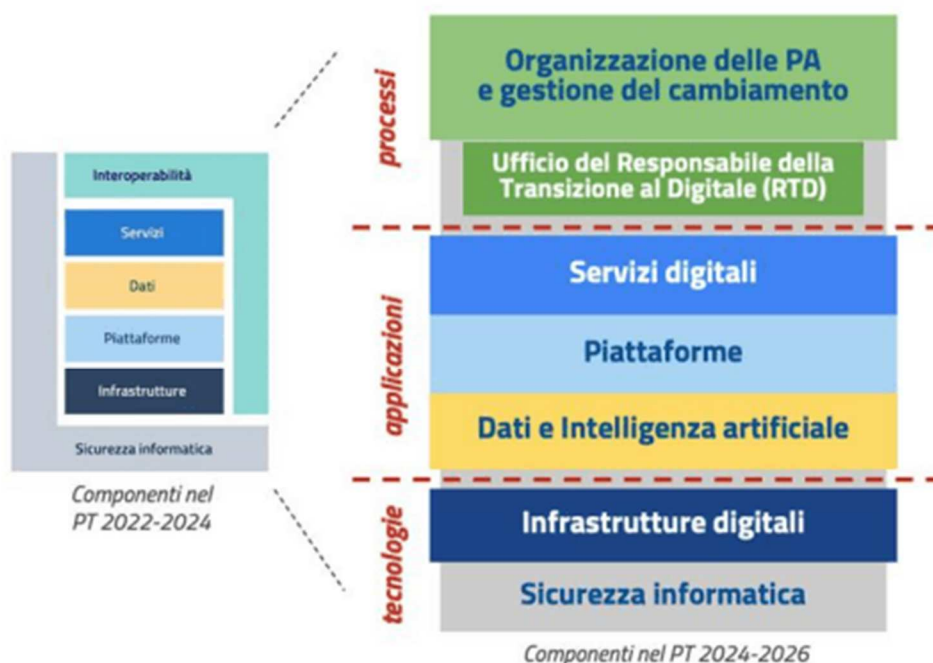 Interoperabilità
Servizi
Dati
Piattaforme
Infrastrutture
Sicurezza informatica
Componenti nel
PT 2022-2024
processi
Organizzazione delle PA
e gestione del cambiamento
Ufficio del Responsabile della
Transizione al Digitale (RTD)
applicazioni
Servizi digitali
Piattaforme
Dati e Intelligenza artificiale
tecnologie
Infrastrutture digitali
Sicurezza informatica
Componenti nel PT 2024-2026